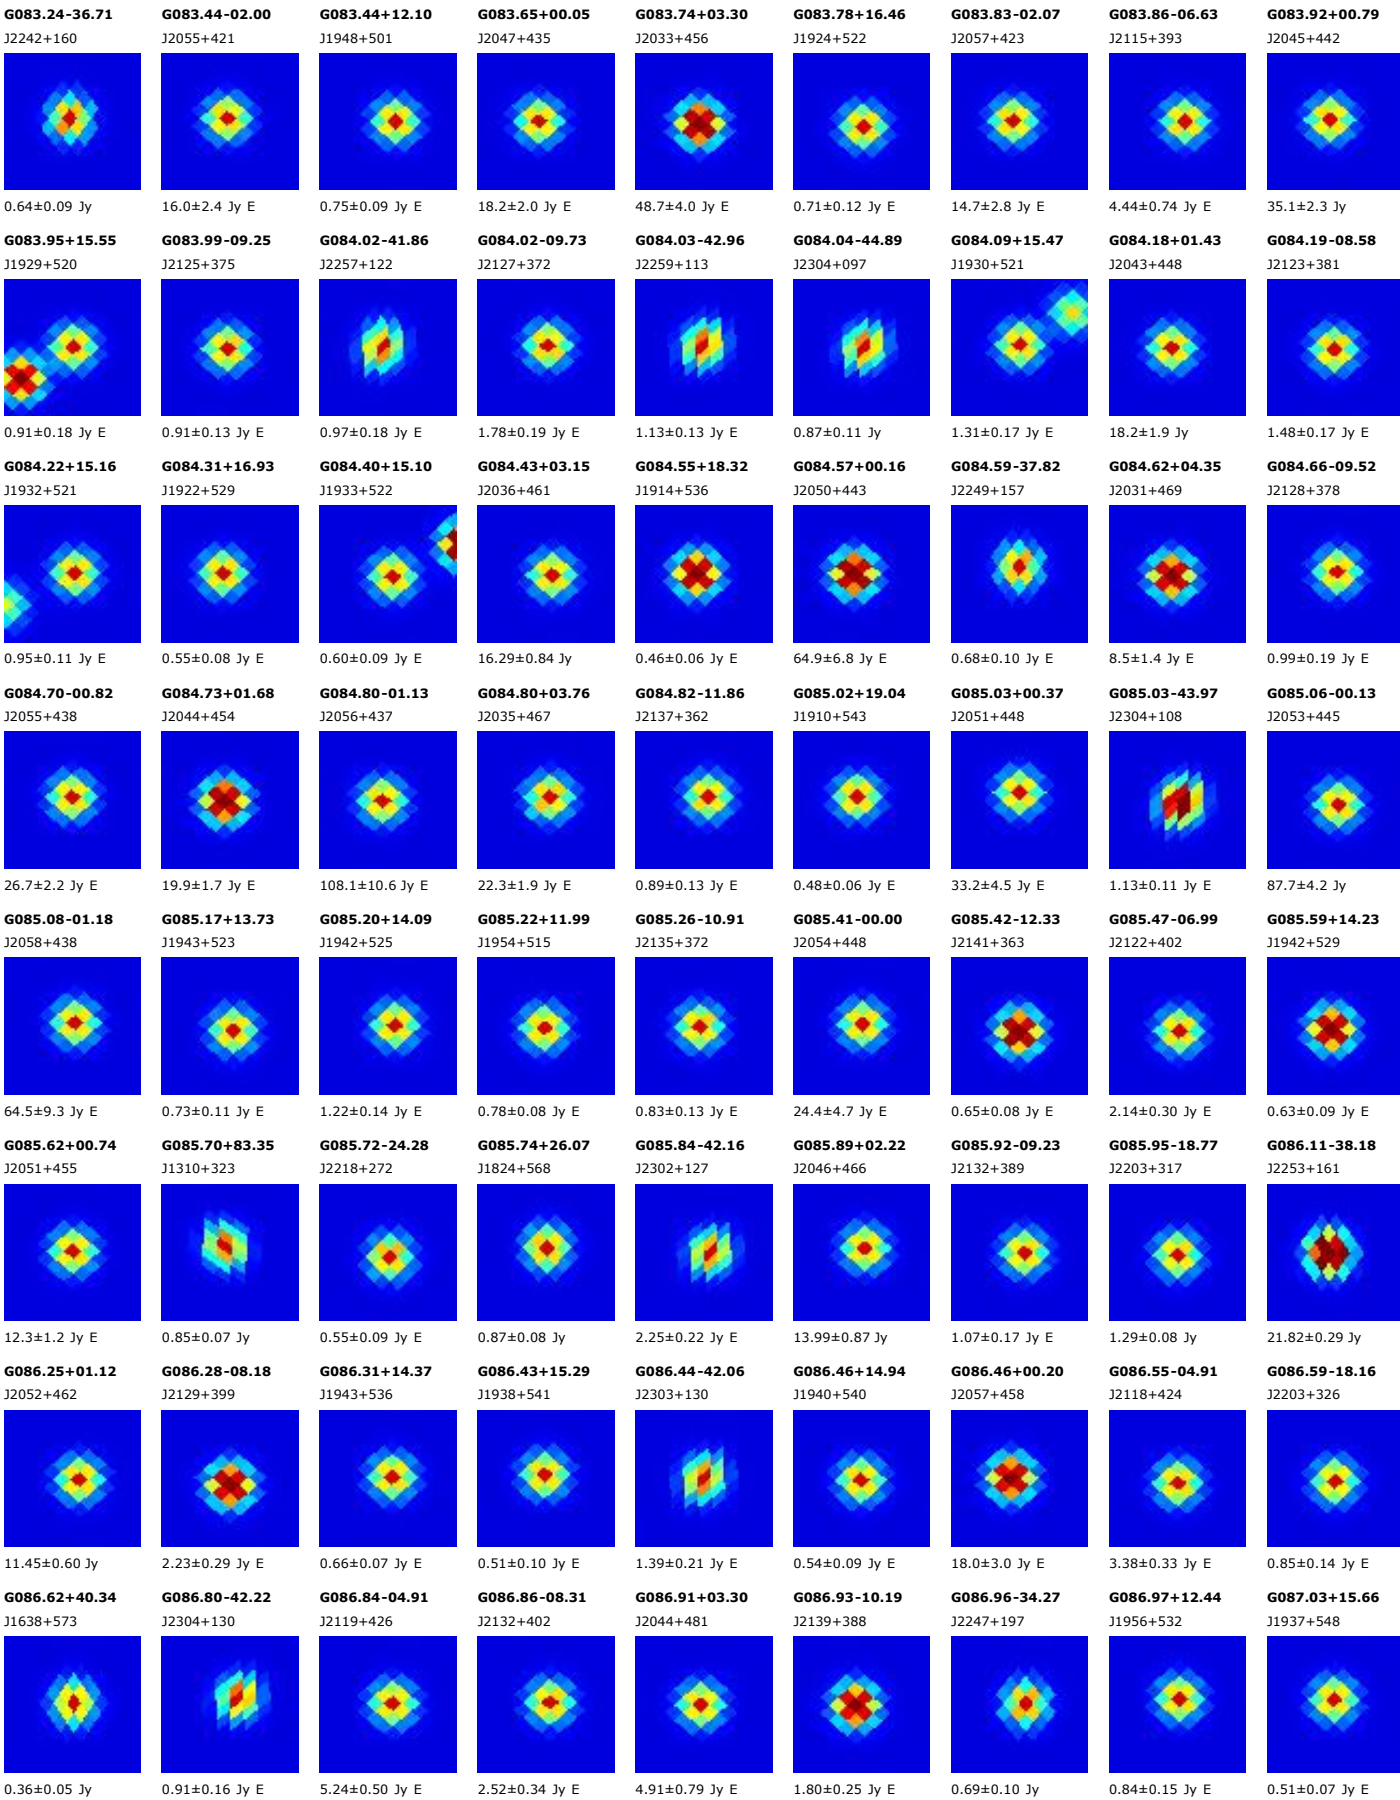 G083.24-36.71 G083.44-02.00 G083.44+12.10 G083.65+00.05 G083.74+03.30 G083.78+16.46 G083.83-02.07 G083.86-06.63 G083.92+00.79
J2242+160 J2055+421 J1948+501 J2047+435 J2033+456 J1924+522 J2057+423 J2115+393 J2045+442
0.64±0.09 Jy 16.0±2.4 Jy E 0.75±0.09 Jy E 18.2±2.0 Jy E 48.7±4.0 Jy E 0.71±0.12 Jy E 14.7±2.8 Jy E 4.44±0.74 Jy E 35.1±2.3 Jy
G083.95+15.55 G083.99-09.25 G084.02-41.86 G084.02-09.73 G084.03-42.96 G084.04-44.89 G084.09+15.47 G084.18+01.43 G084.19-08.58
J1929+520 J2125+375 J2257+122 J2127+372 J2259+113 J2304+097 J1930+521 J2043+448 J2123+381
0.91±0.18 Jy E 0.91±0.13 Jy E 0.97±0.18 Jy E 1.78±0.19 Jy E 1.13±0.13 Jy E 0.87±0.11 Jy 1.31±0.17 Jy E 18.2±1.9 Jy 1.48±0.17 Jy E
G084.22+15.16 G084.31+16.93 G084.40+15.10 G084.43+03.15 G084.55+18.32 G084.57+00.16 G084.59-37.82 G084.62+04.35 G084.66-09.52
J1932+521 J1922+529 J1933+522 J2036+461 J1914+536 J2050+443 J2249+157 J2031+469 J2128+378
0.95±0.11 Jy E 0.55±0.08 Jy E 0.60±0.09 Jy E 16.29±0.84 Jy 0.46±0.06 Jy E 64.9±6.8 Jy E 0.68±0.10 Jy E 8.5±1.4 Jy E 0.99±0.19 Jy E
G084.70-00.82 G084.73+01.68 G084.80-01.13 G084.80+03.76 G084.82-11.86 G085.02+19.04 G085.03+00.37 G085.03-43.97 G085.06-00.13
J2055+438 J2044+454 J2056+437 J2035+467 J2137+362 J1910+543 J2051+448 J2304+108 J2053+445
26.7±2.2 Jy E 19.9±1.7 Jy E 108.1±10.6 Jy E 22.3±1.9 Jy E 0.89±0.13 Jy E 0.48±0.06 Jy E 33.2±4.5 Jy E 1.13±0.11 Jy E 87.7±4.2 Jy
G085.08-01.18 G085.17+13.73 G085.20+14.09 G085.22+11.99 G085.26-10.91 G085.41-00.00 G085.42-12.33 G085.47-06.99 G085.59+14.23
J2058+438 J1943+523 J1942+525 J1954+515 J2135+372 J2054+448 J2141+363 J2122+402 J1942+529
64.5±9.3 Jy E 0.73±0.11 Jy E 1.22±0.14 Jy E 0.78±0.08 Jy E 0.83±0.13 Jy E 24.4±4.7 Jy E 0.65±0.08 Jy E 2.14±0.30 Jy E 0.63±0.09 Jy E
G085.62+00.74 G085.70+83.35 G085.72-24.28 G085.74+26.07 G085.84-42.16 G085.89+02.22 G085.92-09.23 G085.95-18.77 G086.11-38.18
J2051+455 J1310+323 J2218+272 J1824+568 J2302+127 J2046+466 J2132+389 J2203+317 J2253+161
12.3±1.2 Jy E 0.85±0.07 Jy 0.55±0.09 Jy E 0.87±0.08 Jy 2.25±0.22 Jy E 13.99±0.87 Jy 1.07±0.17 Jy E 1.29±0.08 Jy 21.82±0.29 Jy
G086.25+01.12 G086.28-08.18 G086.31+14.37 G086.43+15.29 G086.44-42.06 G086.46+14.94 G086.46+00.20 G086.55-04.91 G086.59-18.16
J2052+462 J2129+399 J1943+536 J1938+541 J2303+130 J1940+540 J2057+458 J2118+424 J2203+326
11.45±0.60 Jy 2.23±0.29 Jy E 0.66±0.07 Jy E 0.51±0.10 Jy E 1.39±0.21 Jy E 0.54±0.09 Jy E 18.0±3.0 Jy E 3.38±0.33 Jy E 0.85±0.14 Jy E
G086.62+40.34 G086.80-42.22 G086.84-04.91 G086.86-08.31 G086.91+03.30 G086.93-10.19 G086.96-34.27 G086.97+12.44 G087.03+15.66
J1638+573 J2304+130 J2119+426 J2132+402 J2044+481 J2139+388 J2247+197 J1956+532 J1937+548
0.36±0.05 Jy 0.91±0.16 Jy E 5.24±0.50 Jy E 2.52±0.34 Jy E 4.91±0.79 Jy E 1.80±0.25 Jy E 0.69±0.10 Jy 0.84±0.15 Jy E 0.51±0.07 Jy E